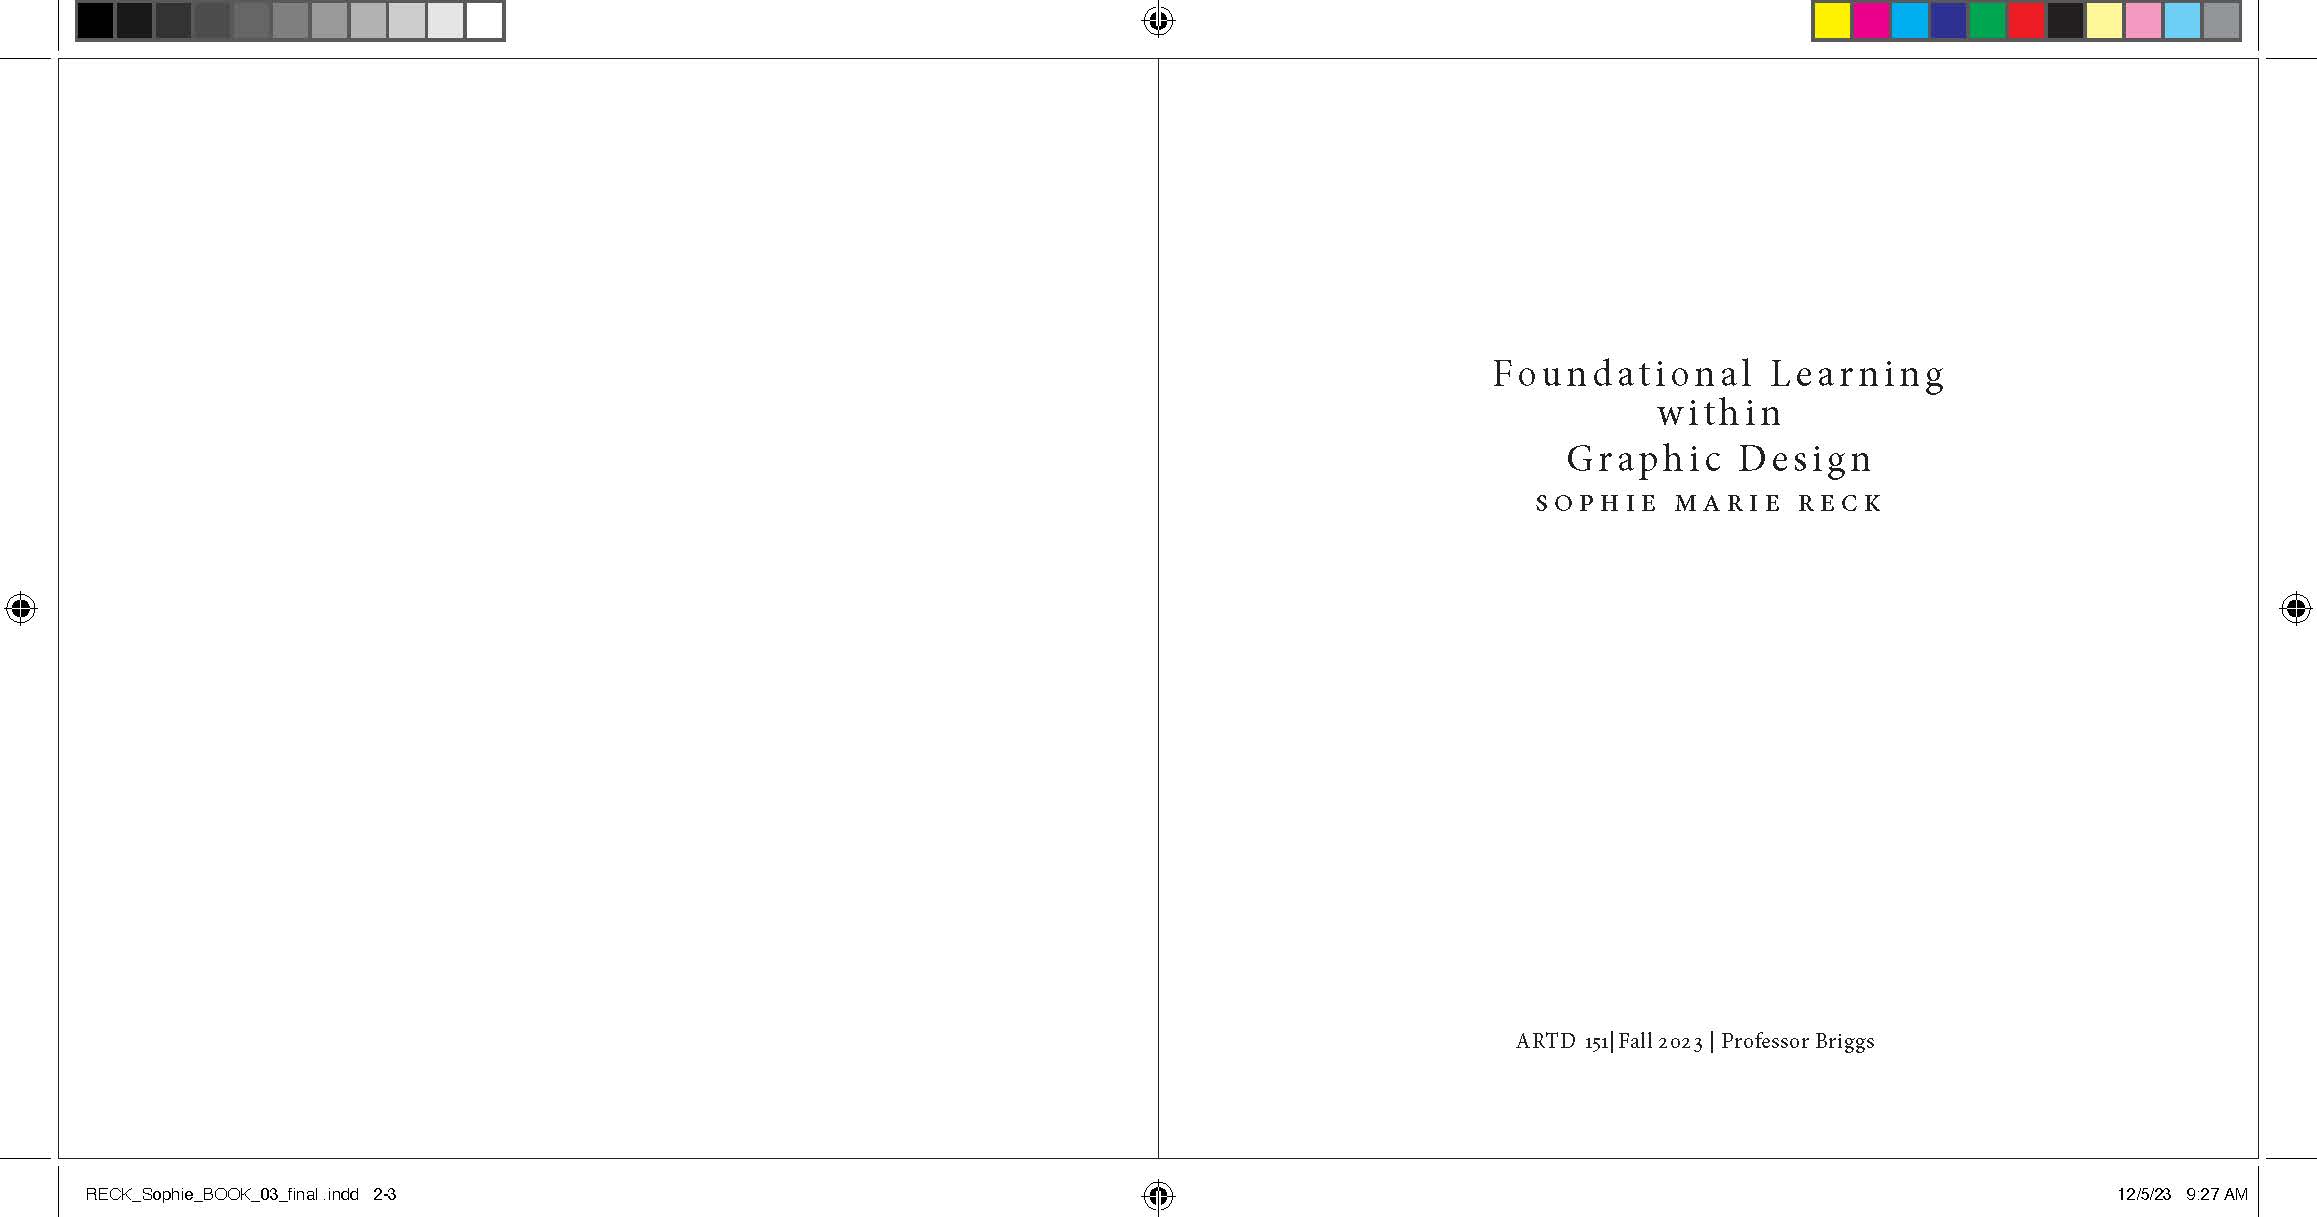 Foundational Learning
within
Graphic Design
SOPHIE MARIE RECK
ARTD 151|Fall 2023 | Professor Briggs
RECK_Sophie_BOOK_03_final .indd 2-3
12/5/23 9:27 AM